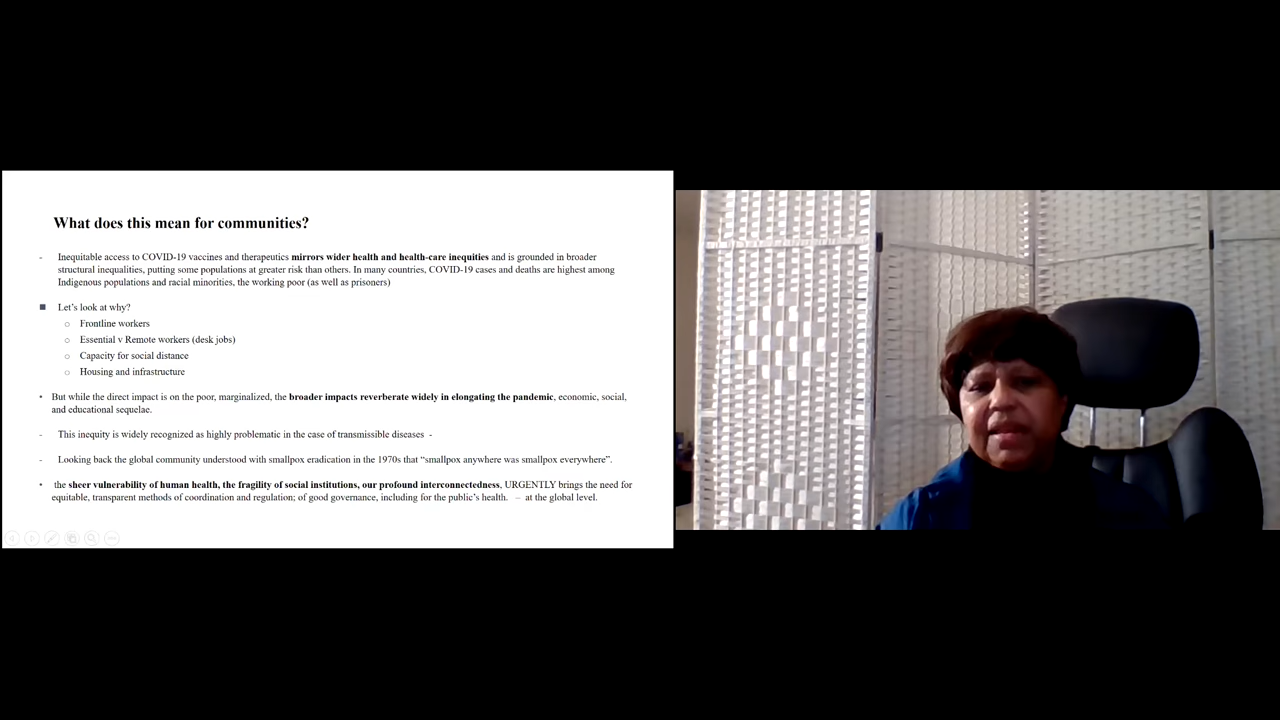 What does this mean for communities?
- Inequitable access to COVID-19 vaccines and therapeutics mirrors wider health and health-care inequities and is grounded in broader
structural inequalities, putting some populations at greater risk than others. In many countries, COVID-19 cases and deaths are highest among
Indigenous populations and racial minorities, the working poor (as well as prisoners)
■ Let's look at why?
○ Frontline workers
○ Essential v Remote workers (desk jobs)
○ Capacity for social distance
○ Housing and infrastructure
• But while the direct impact is on the poor, marginalized, the broader impacts reverberate widely in elongating the pandemic, economic, social,
and educational sequelae.
- This inequity is widely recognized as highly problematic in the case of transmissible diseases -
- Looking back the global community understood with smallpox eradication in the 1970s that “smallpox anywhere was smallpox everywhere”.
• the sheer vulnerability of human health, the fragility of social institutions, our profound interconnectedness, URGENTLY brings the need for
equitable, transparent methods of coordination and regulation; of good governance, including for the public's health. – at the global level.